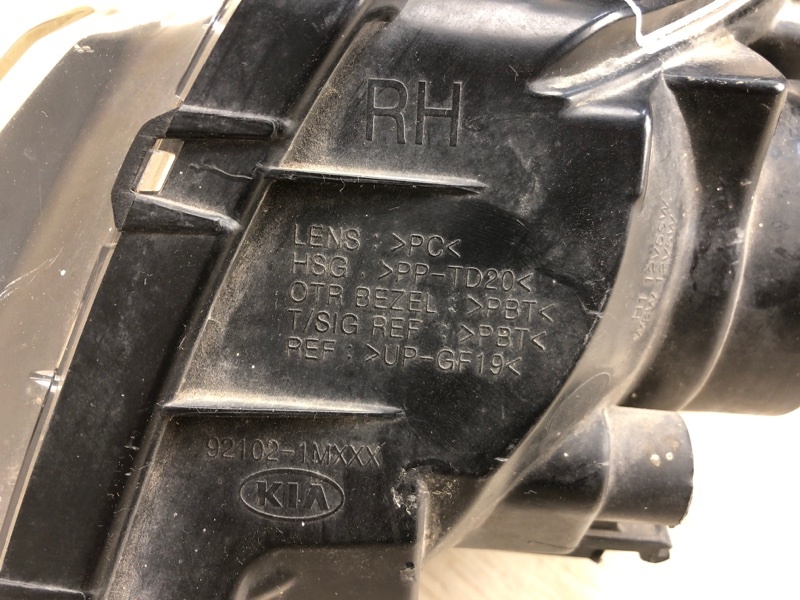 RH
LENS : >PC<
HSG : >PP-TD20<
OTR BEZEL : >PBT<
T/SIG REF : >PBT<
REF : >UP-GF19<
92102-1MXXX
KIA